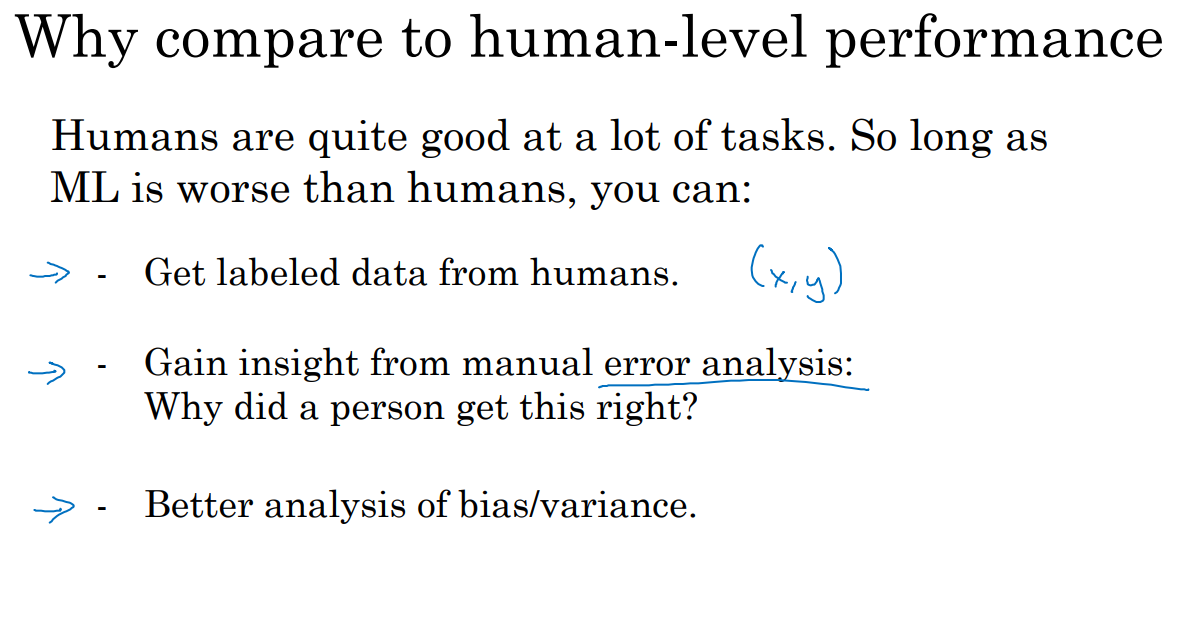 Why compare to human-level performance
Humans are quite good at a lot of tasks. So long as
ML is worse than humans, you can:
- Get labeled data from humans. (x,y)
- Gain insight from manual error analysis:
Why did a person get this right?
- Better analysis of bias/variance.